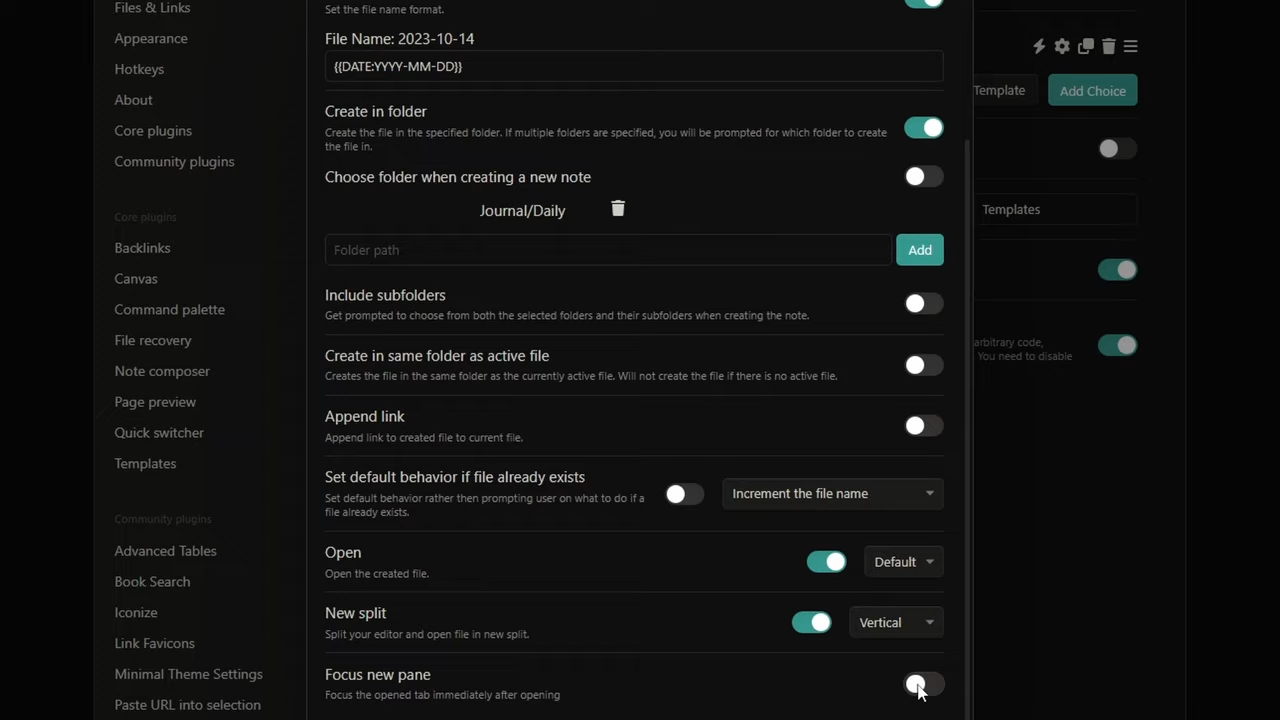 Files & Links
Appearance
Hotkeys
About
Core plugins
Community plugins
Core plugins
Backlinks
Canvas
Command palette
File recovery
Note composer
Page preview
Quick switcher
Templates
Community plugins
Advanced Tables
Book Search
Iconize
Link Favicons
Minimal Theme Settings
Paste URL into selection
Set the file name format.
File Name: 2023-10-14
{{DATE:YYYY-MM-DD}}
Create in folder
Create the file in the specified folder. If multiple folders are specified, you will be prompted for which folder to create
the file in.
Choose folder when creating a new note
Journal/Daily
Folder path
Add
Include subfolders
Get prompted to choose from both the selected folders and their subfolders when creating the note.
Create in same folder as active file
Creates the file in the same folder as the currently active file. Will not create the file if there is no active file.
Append link
Append link to created file to current file.
Set default behavior if file already exists
Set default behavior rather then prompting user on what to do if a
file already exists.
Increment the file name
Open
Open the created file.
Default
New split
Split your editor and open file in new split.
Vertical
Focus new pane
Focus the opened tab immediately after opening
Template
Add Choice
Templates
arbitrary code,
You need to disable